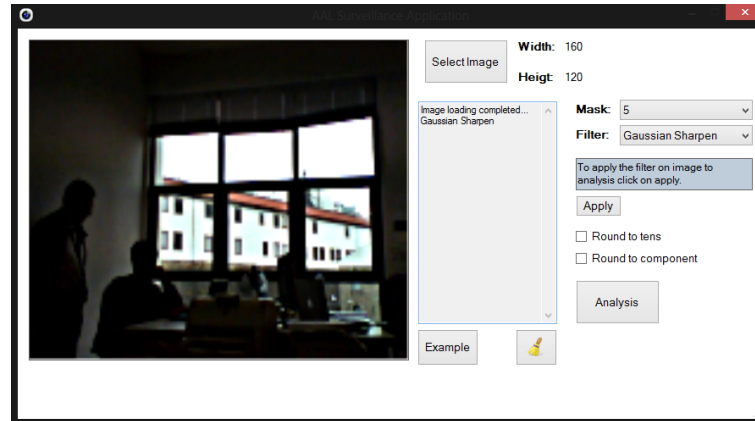 AAL Surveilance Application
Select Image
Width: 160
Heigt: 120
Image loading completed...
Gaussian Sharpen
Mask: 5
Filter: Gaussian Sharpen
To apply the filter on image to
analysis click on apply.
Apply
Round to tens
Round to component
Analysis
Example